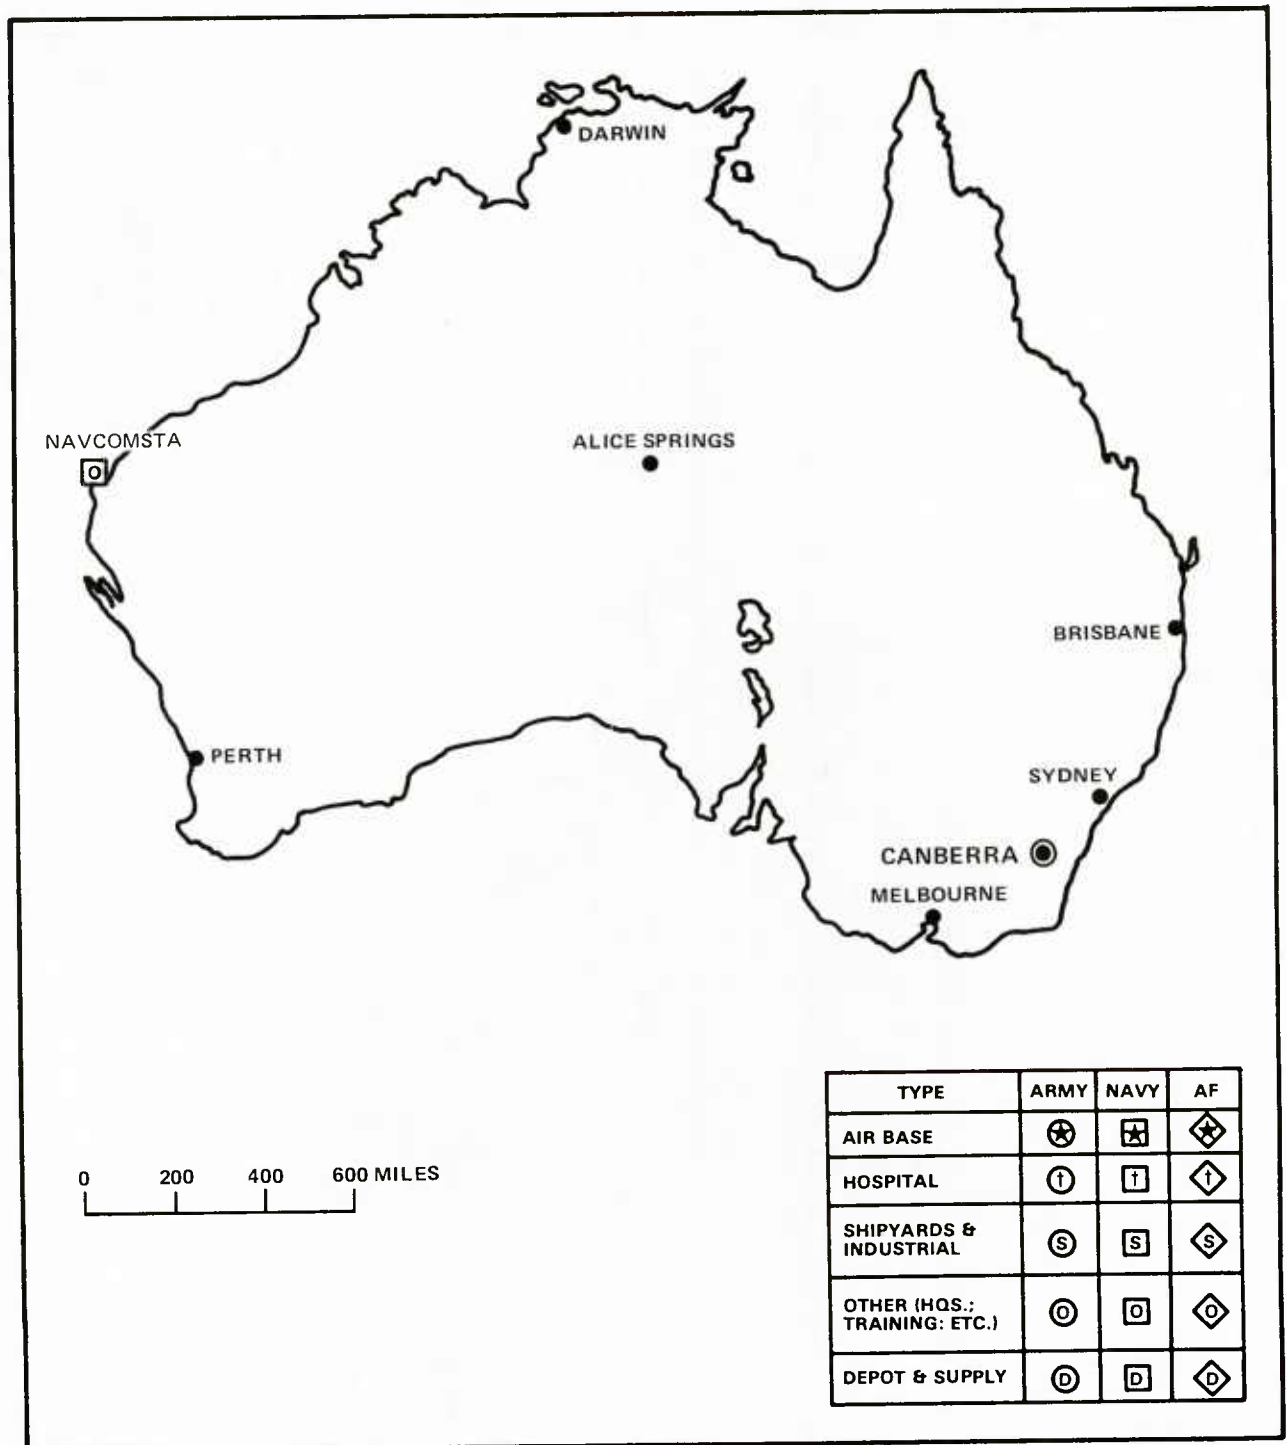 DARWIN
NAVCOMSTA
O
ALICE SPRINGS
BRISBANE
PERTH
SYDNEY
CANBERRA
MELBOURNE
0 200 400 600 MILES
TYPE ARMY NAVY AF
AIR BASE
HOSPITAL
SHIPYARDS &
INDUSTRIAL S S S
OTHER (HQS.;
TRAINING: ETC.) O O O
DEPOT & SUPPLY D D D